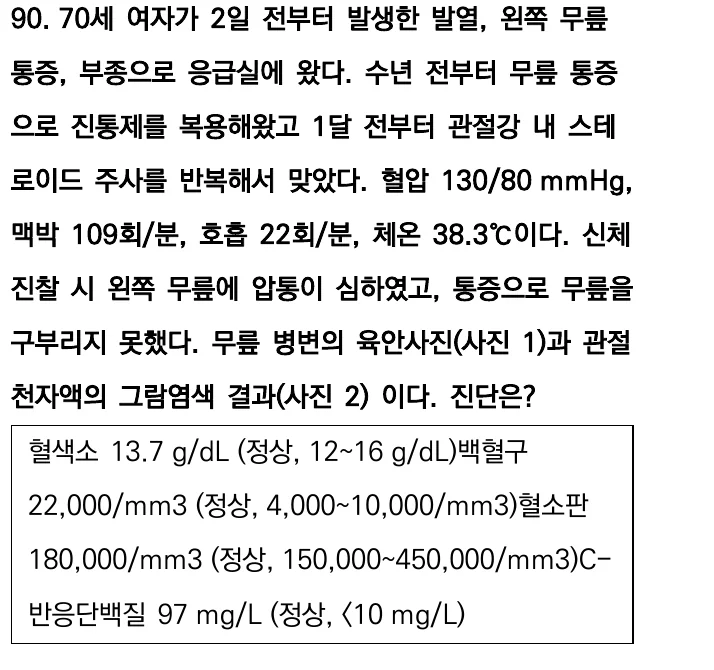 90. 70세 여자가 2일 전부터 발생한 발열, 왼쪽 무릎
통증, 부종으로 응급실에 왔다. 수년 전부터 무릎 통증
으로 진통제를 복용해왔고 1달 전부터 관절강 내 스테
로이드 주사를 반복해서 맞았다. 혈압 130/80 mmHg,
맥박 109회/분, 호흡 22회/분, 체온 38.3℃이다. 신체
진찰 시 왼쪽 무릎에 압통이 심하였고, 통증으로 무릎을
구부리지 못했다. 무릎 병변의 육안사진(사진 1)과 관절
천자액의 그람염색 결과(사진 2) 이다. 진단은?
혈색소 13.7 g/dL (정상, 12~16 g/dL)백혈구
22,000/mm3 (정상, 4,000~10,000/mm3)혈소판
180,000/mm3 (정상, 150,000~450,000/mm3)C-
반응단백질 97 mg/L (정상, <10 mg/L)